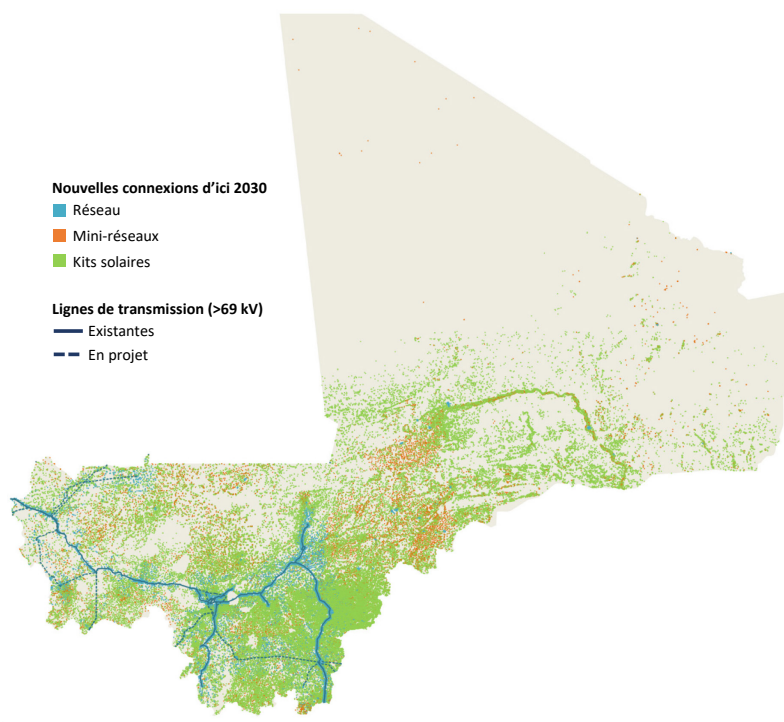 Nouvelles connexions d'ici 2030
Réseau
Mini-réseaux
Kits solaires
Lignes de transmission (>69 kV)
Existantes
En projet